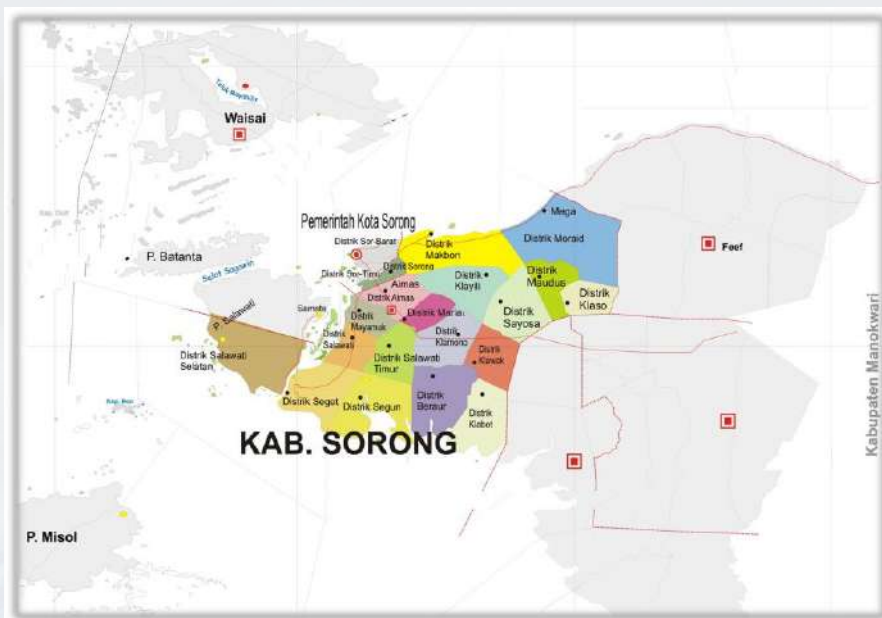 Teluk Mayalibit
Waisai
Mega
Pemerintah Kota Sorong
Distrik Moraid
Distrik Sor-Barat
Distrik
Makbon
Feef
P. Batanta
Distrik Sorong
Distrik Sor-Timur
Distrik
Klayili
Distrik
Maudus
Selat Sagewin
Aimas
Distrik Aimas
Distrik
Klaso
P. Salawati
Samate
Distrik Mariat
Distrik
Sayosa
Distrik
Mayamuk
Distrik
Klamono
Distrik
Salawati
Distrik Salawati
Selatan
Distrik Salawati
Timur
Distrik
Klawak
Distrik Seget
Distrik Segun
Distrik
Beraur
Distrik
Klabot
KAB. SORONG
P. Misol
Kabupaten Manokwari